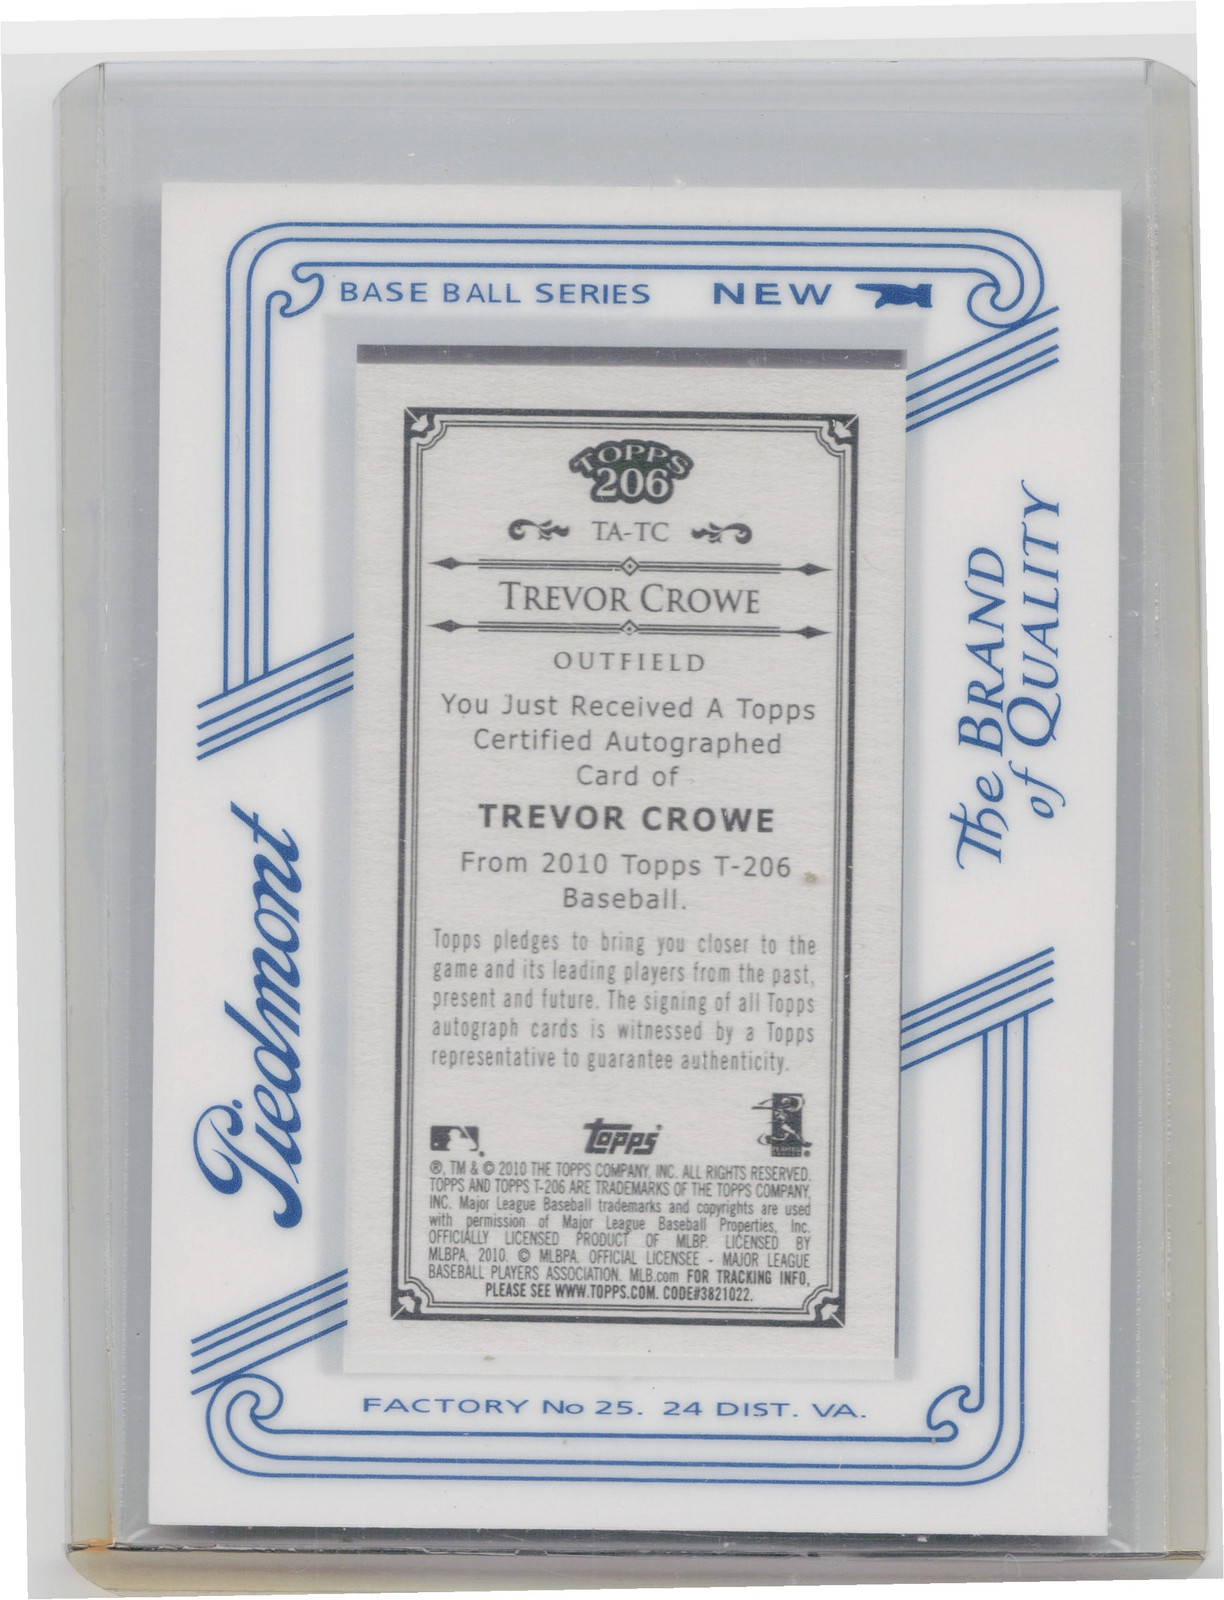 BASE BALL SERIES NEW
TOPPS
206
TA-TC
TREVOR CROWE
OUTFIELD
You Just Received A Topps
Certified Autographed
Card of
TREVOR CROWE
From 2010 Topps T-206
Baseball.
Topps pledges to bring you closer to the
game and its leading players from the past,
present and future. The signing of all Topps
autograph cards is witnessed by a Topps
representative to guarantee authenticity.
Topps
®, TM & © 2010 THE TOPPS COMPANY, INC. ALL RIGHTS RESERVED.
TOPPS AND TOPPS T-206 ARE TRADEMARKS OF THE TOPPS COMPANY,
INC. Major League Baseball trademarks and copyrights are used
with permission of Major League Baseball Properties, Inc.
OFFICIALLY LICENSED PRODUCT OF MLBP. LICENSED BY
MLBPA, 2010. © MLBPA. OFFICIAL LICENSEE - MAJOR LEAGUE
BASEBALL PLAYERS ASSOCIATION. MLB.com FOR TRACKING INFO,
PLEASE SEE WWW.TOPPS.COM. CODE#3821022.
Piedmont
The BRAND
of QUALITY
FACTORY No 25. 24 DIST. VA.